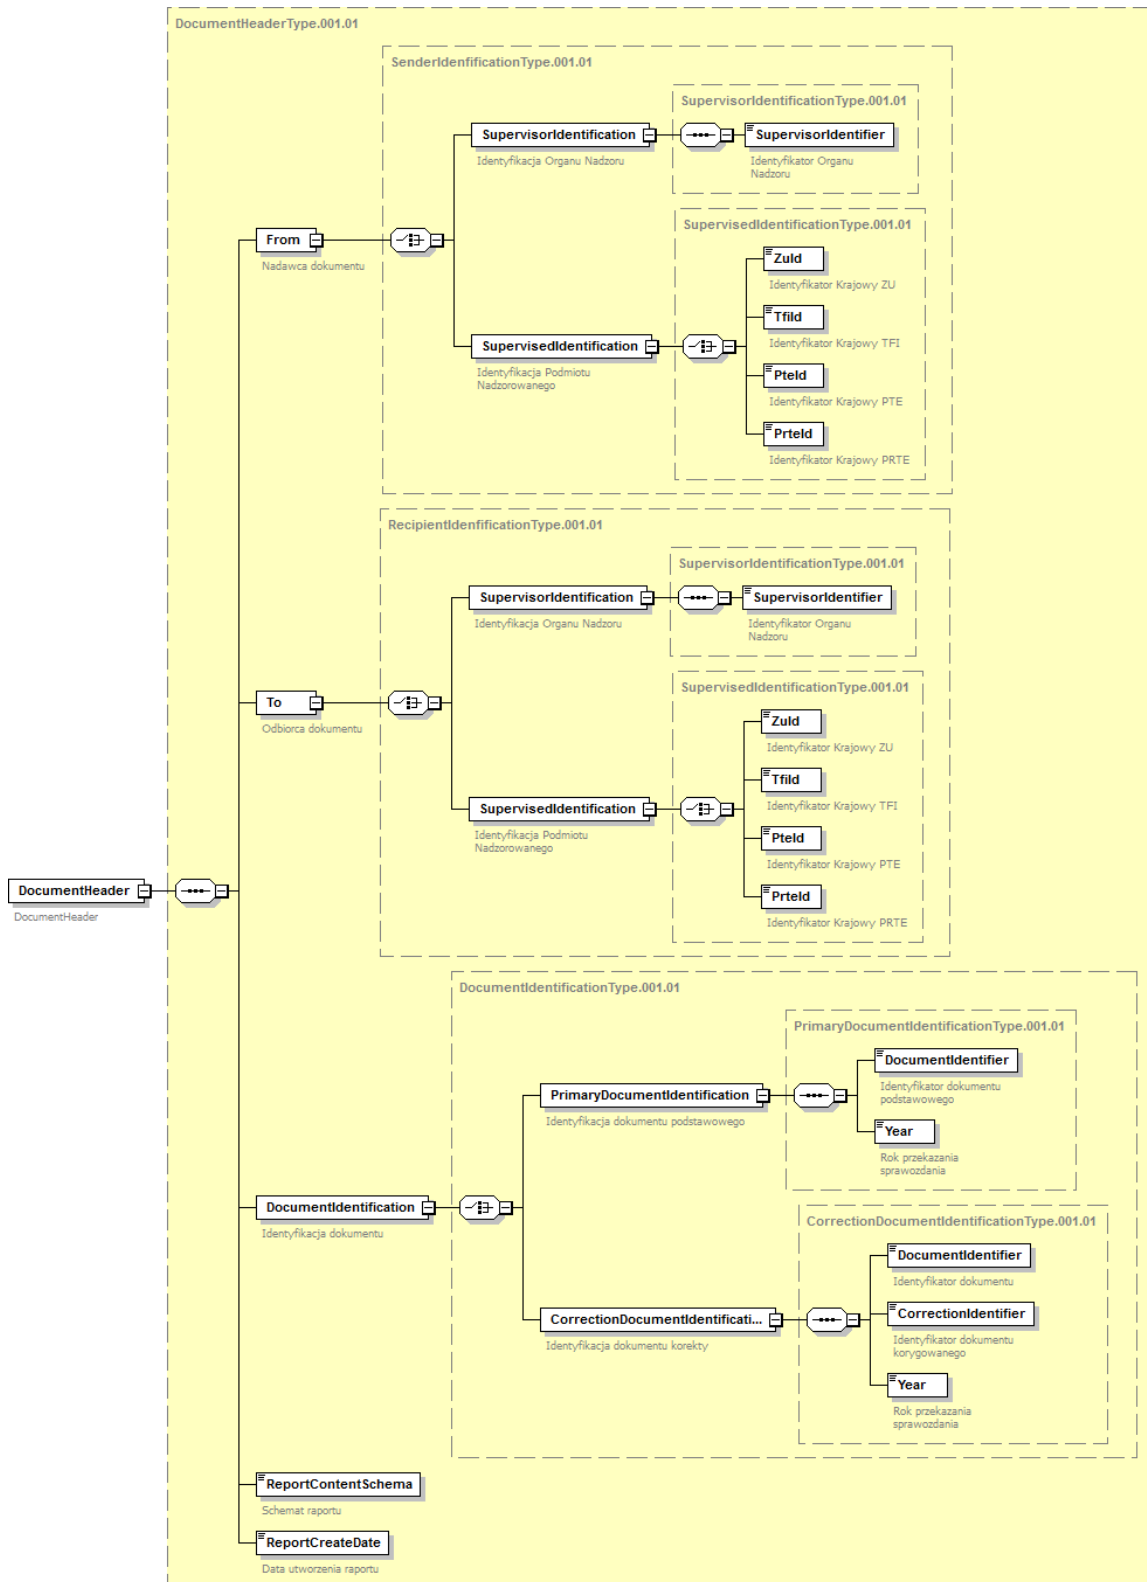 DocumentHeaderType.001.01
SenderIdenfificationType.001.01
SupervisorIdentificationType.001.01
SupervisorIdentification
SupervisorIdentifier
Identyfikacja Organu Nadzoru
Identyfikator Organu
Nadzoru
SupervisedIdentificationType.001.01
From
Nadawca dokumentu
ZuId
Identyfikator Krajowy ZU
TfiId
Identyfikator Krajowy TFI
SupervisedIdentification
Identyfikacja Podmiotu
Nadzorowanego
PteId
Identyfikator Krajowy PTE
PrteId
Identyfikator Krajowy PRTE
RecipientIdenfificationType.001.01
SupervisorIdentificationType.001.01
SupervisorIdentification
SupervisorIdentifier
Identyfikacja Organu Nadzoru
Identyfikator Organu
Nadzoru
SupervisedIdentificationType.001.01
To
Odbiorca dokumentu
ZuId
Identyfikator Krajowy ZU
TfiId
Identyfikator Krajowy TFI
SupervisedIdentification
Identyfikacja Podmiotu
Nadzorowanego
PteId
Identyfikator Krajowy PTE
PrteId
Identyfikator Krajowy PRTE
DocumentHeader
DocumentHeader
DocumentIdentificationType.001.01
PrimaryDocumentIdentificationType.001.01
DocumentIdentifier
Identyfikator dokumentu
podstawowego
PrimaryDocumentIdentification
Identyfikacja dokumentu podstawowego
Year
Rok przekazania
sprawozdania
DocumentIdentification
Identyfikacja dokumentu
CorrectionDocumentIdentificationType.001.01
DocumentIdentifier
Identyfikator dokumentu
CorrectionDocumentIdentificati...
Identyfikacja dokumentu korekty
CorrectionIdentifier
Identyfikator dokumentu
korygowanego
Year
Rok przekazania
sprawozdania
ReportContentSchema
Schemat raportu
ReportCreateDate
Data utworzenia raportu